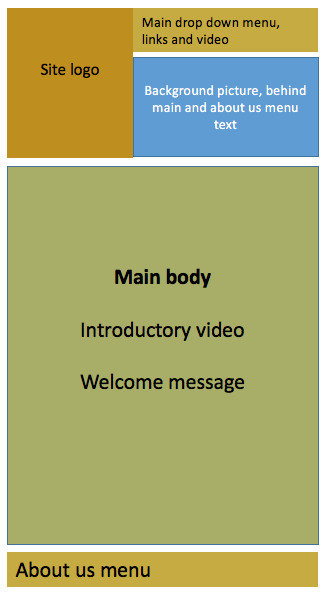 Site logo
Main drop down menu,
links and video
Background picture, behind
main and about us menu
text
Main body
Introductory video
Welcome message
About us menu